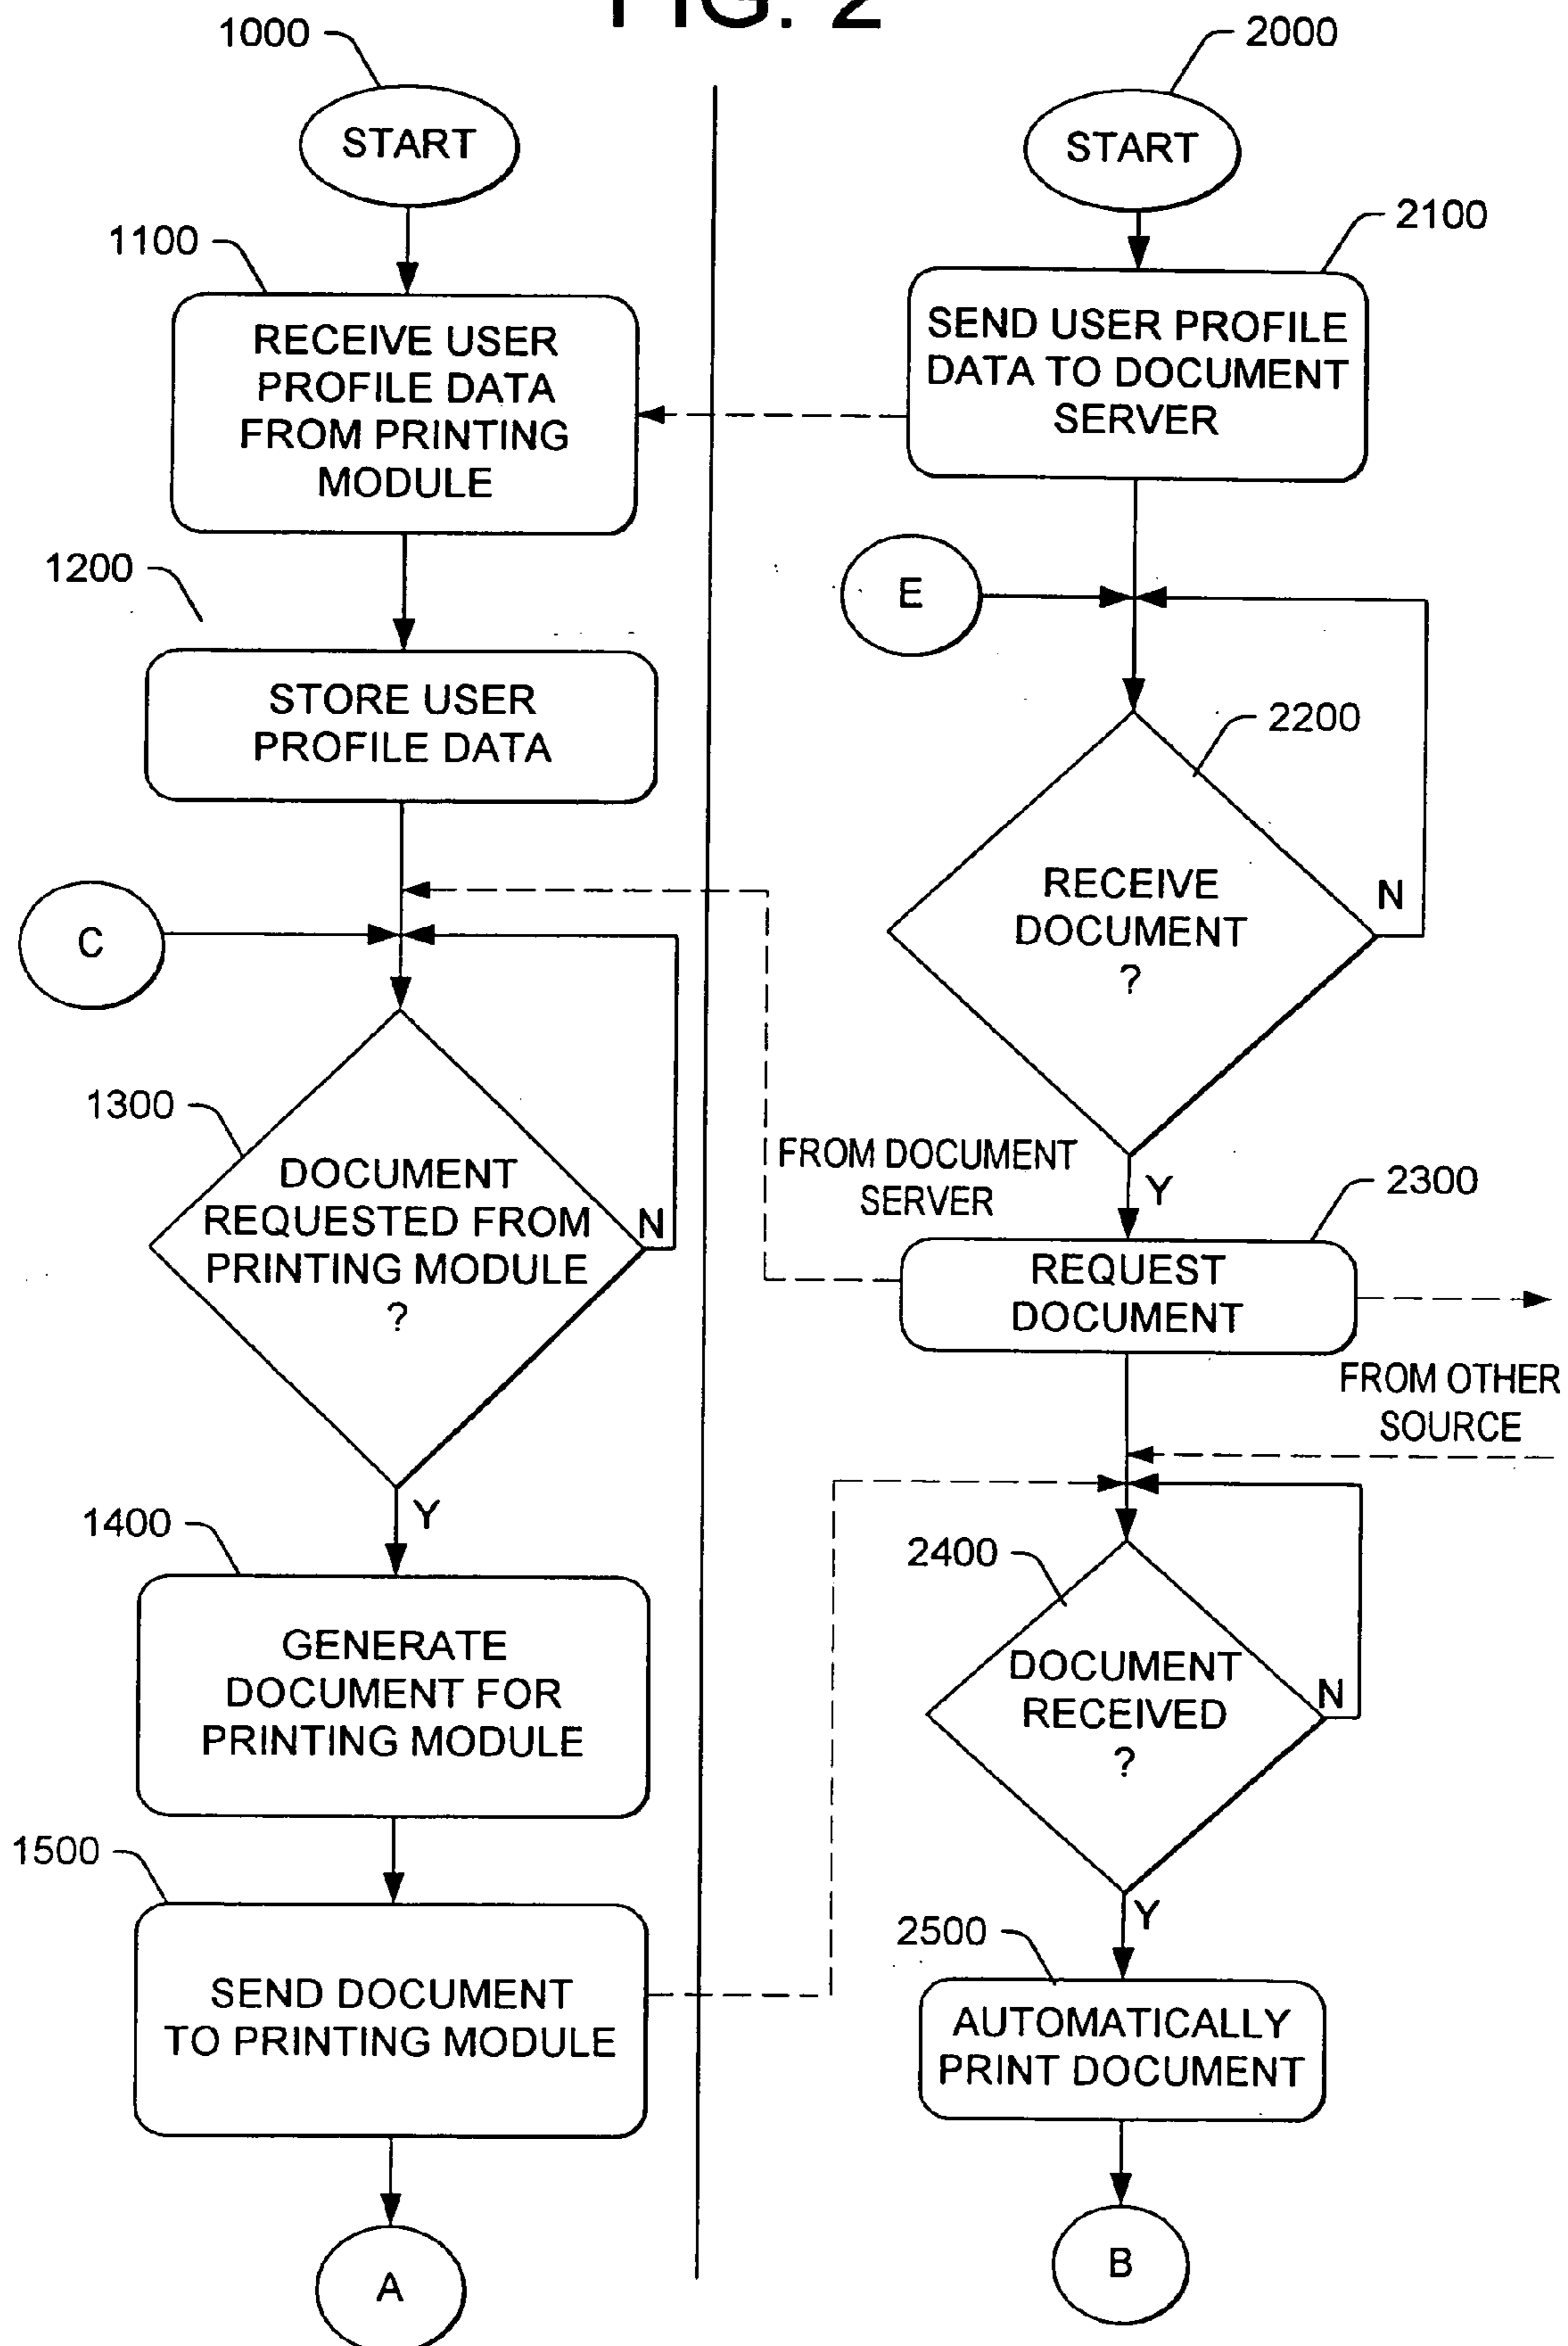 FIG. 2
1000
START
1100
RECEIVE USER
PROFILE DATA
FROM PRINTING
MODULE
1200
STORE USER
PROFILE DATA
C
1300
DOCUMENT
REQUESTED FROM
PRINTING MODULE
?
N
Y
1400
GENERATE
DOCUMENT FOR
PRINTING MODULE
1500
SEND DOCUMENT
TO PRINTING MODULE
A
2000
START
2100
SEND USER PROFILE
DATA TO DOCUMENT
SERVER
E
2200
RECEIVE
DOCUMENT
?
N
Y
FROM DOCUMENT
SERVER
2300
REQUEST
DOCUMENT
FROM OTHER
SOURCE
2400
DOCUMENT
RECEIVED
?
N
Y
2500
AUTOMATICALLY
PRINT DOCUMENT
B